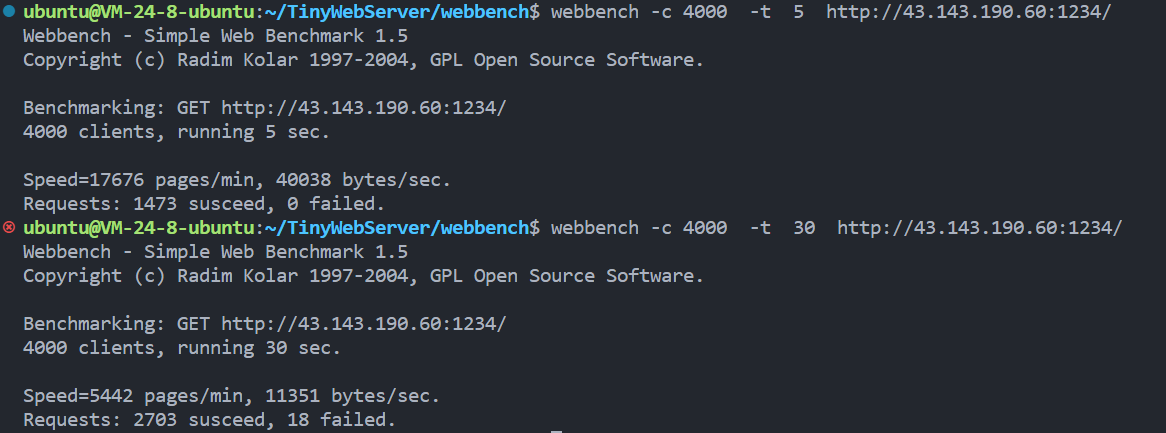 ubuntu@VM-24-8-ubuntu:~/TinyWebServer/webbench$ webbench -c 4000  -t  5  http://43.143.190.60:1234/
Webbench - Simple Web Benchmark 1.5
Copyright (c) Radim Kolar 1997-2004, GPL Open Source Software.

Benchmarking: GET http://43.143.190.60:1234/
4000 clients, running 5 sec.

Speed=17676 pages/min, 40038 bytes/sec.
Requests: 1473 susceed, 0 failed.
ubuntu@VM-24-8-ubuntu:~/TinyWebServer/webbench$ webbench -c 4000  -t  30  http://43.143.190.60:1234/
Webbench - Simple Web Benchmark 1.5
Copyright (c) Radim Kolar 1997-2004, GPL Open Source Software.

Benchmarking: GET http://43.143.190.60:1234/
4000 clients, running 30 sec.

Speed=5442 pages/min, 11351 bytes/sec.
Requests: 2703 susceed, 18 failed.